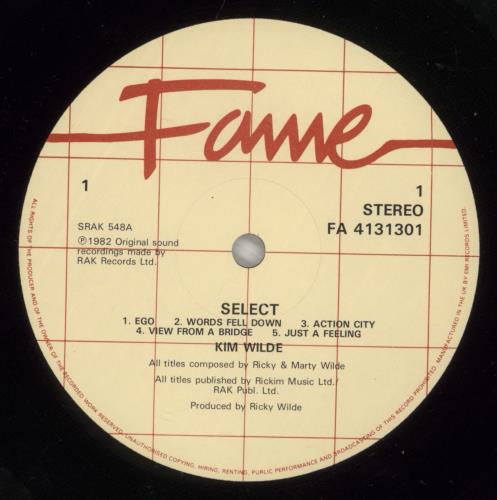 Fame
1
1
STEREO
FA 4131301
SRAK 548A
Ⓟ1982 Original sound
recordings made by
RAK Records Ltd.
SELECT
1. EGO 2. WORDS FELL DOWN 3. ACTION CITY
4. VIEW FROM A BRIDGE 5. JUST A FEELING
KIM WILDE
All titles composed by Ricky & Marty Wilde
All titles published by Rickim Music Ltd./
RAK Publ. Ltd.
Produced by Ricky Wilde
ALL RIGHTS OF THE PRODUCER AND OF THE OWNER OF THE RECORDED WORK RESERVED. UNAUTHORISED COPYING, HIRING, RENTING, PUBLIC PERFORMANCE AND BROADCASTING OF THIS RECORD PROHIBITED. MANUFACTURED IN THE UK BY EMI RECORDS LIMITED.